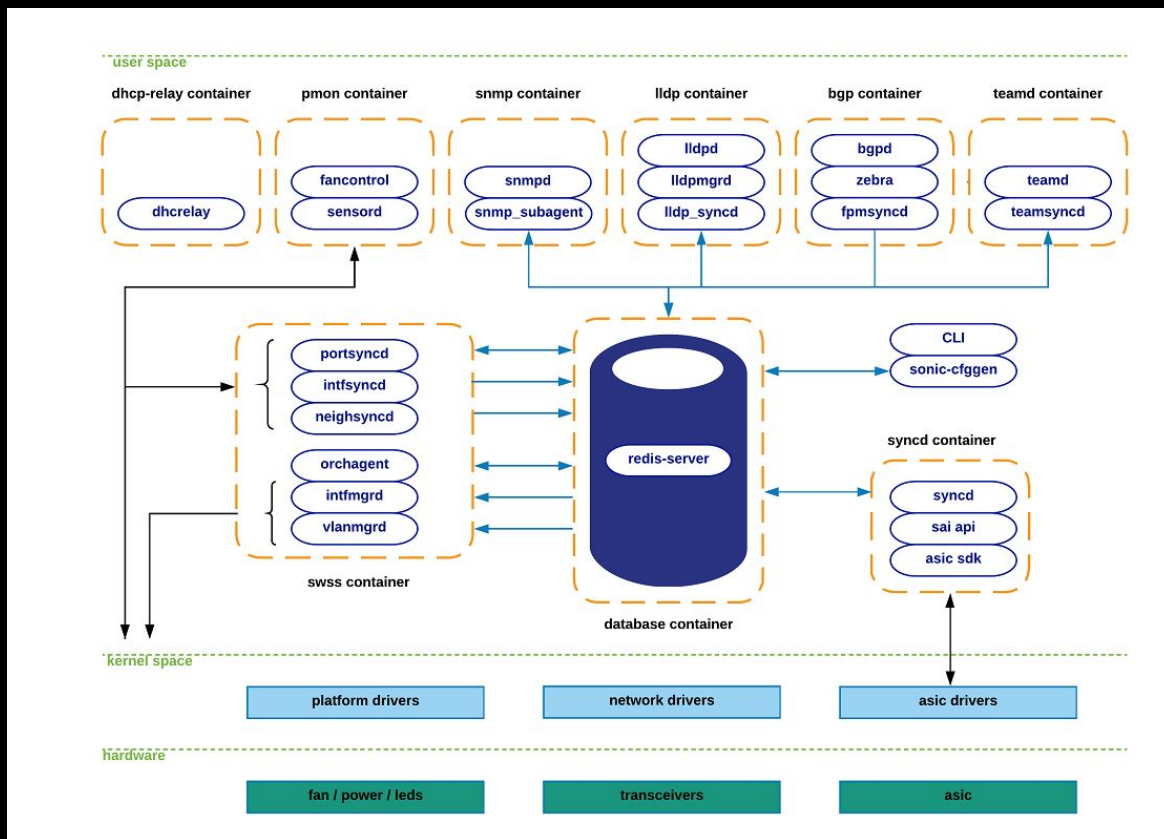 user space
dhcp-relay container
pmon container
snmp container
lldp container
bgp container
teamd container
dhcrelay
fancontrol
sensord
snmpd
snmp_subagent
lldpd
lldpmgrd
lldp_syncd
bgpd
zebra
fpmsyncd
teamd
teamsyncd
portsyncd
intfsyncd
neighsyncd
orchagent
intfmgrd
vlanmgrd
swss container
redis-server
database container
CLI
sonic-cfggen
syncd container
syncd
sai api
asic sdk
kernel space
platform drivers
network drivers
asic drivers
hardware
fan / power / leds
transceivers
asic